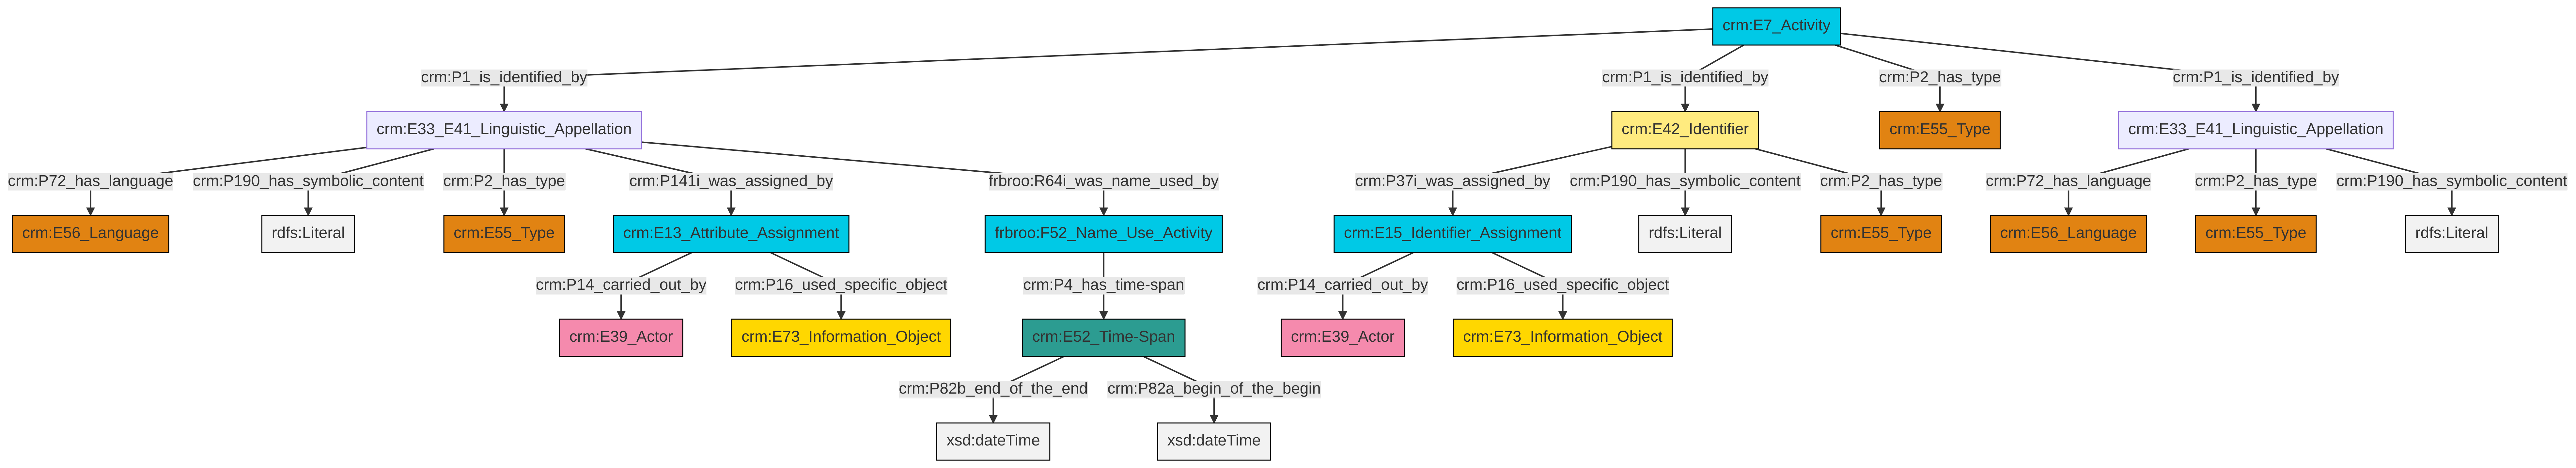 crm:E7_Activity
crm:P1_is_identified_by
crm:P1_is_identified_by
crm:P2_has_type
crm:P1_is_identified_by
crm:E33_E41_Linguistic_Appellation
crm:E42_Identifier
crm:E55_Type
crm:E33_E41_Linguistic_Appellation
crm:P72_has_language
crm:P190_has_symbolic_content
crm:P2_has_type
crm:P141i_was_assigned_by
frbroo:R64i_was_name_used_by
crm:P37i_was_assigned_by
crm:P190_has_symbolic_content
crm:P2_has_type
crm:P72_has_language
crm:P2_has_type
crm:P190_has_symbolic_content
crm:E56_Language
rdfs:Literal
crm:E55_Type
crm:E13_Attribute_Assignment
frbroo:F52_Name_Use_Activity
crm:E15_Identifier_Assignment
rdfs:Literal
crm:E55_Type
crm:E56_Language
crm:E55_Type
rdfs:Literal
crm:P14_carried_out_by
crm:P16_used_specific_object
crm:P4_has_time-span
crm:P14_carried_out_by
crm:P16_used_specific_object
crm:E39_Actor
crm:E73_Information_Object
crm:E52_Time-Span
crm:E39_Actor
crm:E73_Information_Object
crm:P82b_end_of_the_end
crm:P82a_begin_of_the_begin
xsd:dateTime
xsd:dateTime